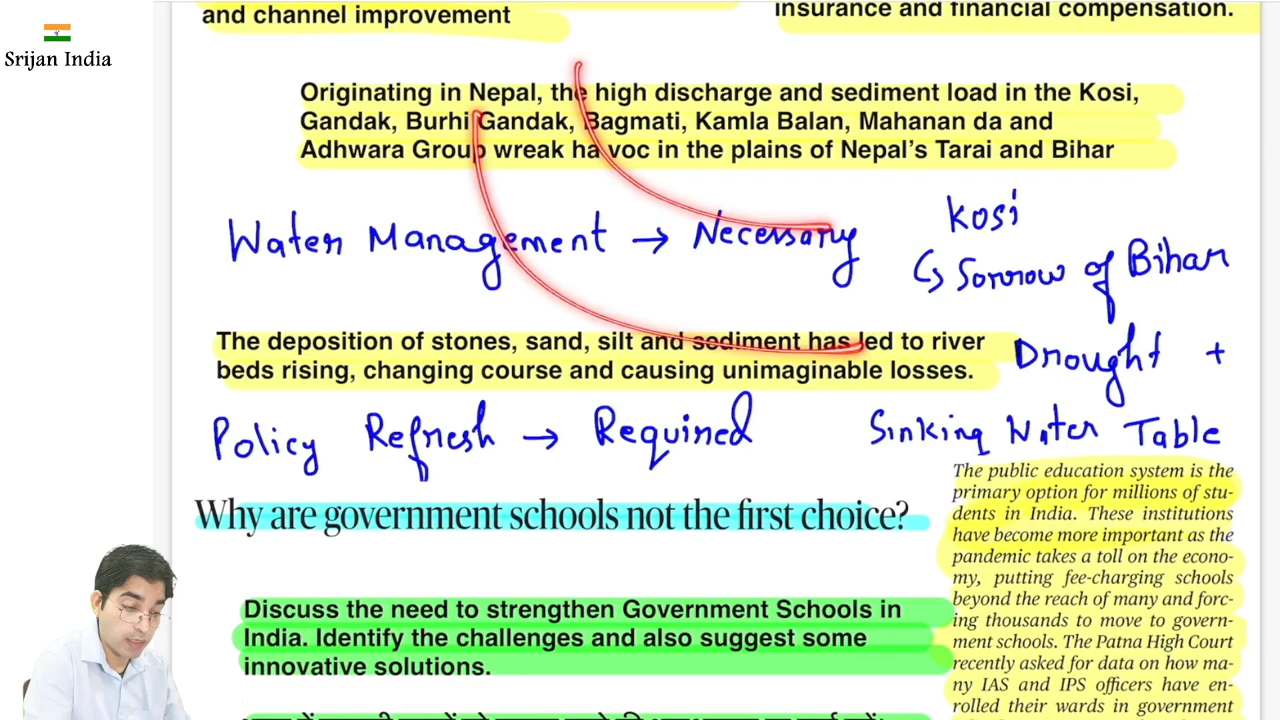 Srijan India
and channel improvement
insurance and financial compensation.
Originating in Nepal, the high discharge and sediment load in the Kosi,
Gandak, Burhi Gandak, Bagmati, Kamla Balan, Mahanan da and
Adhwara Group wreak ha voc in the plains of Nepal's Tarai and Bihar
Water Management → Necessary
Kosi
↳ Sorrow of Bihar
The deposition of stones, sand, silt and sediment has led to river
beds rising, changing course and causing unimaginable losses.
Drought +
Sinking Water Table
Policy Refresh → Required
Why are government schools not the first choice?
Discuss the need to strengthen Government Schools in
India. Identify the challenges and also suggest some
innovative solutions.
The public education system is the
primary option for millions of stu-
dents in India. These institutions
have become more important as the
pandemic takes a toll on the econo-
my, putting fee-charging schools
beyond the reach of many and forc-
ing thousands to move to govern-
ment schools. The Patna High Court
recently asked for data on how ma-
ny IAS and IPS officers have en-
rolled their wards in government